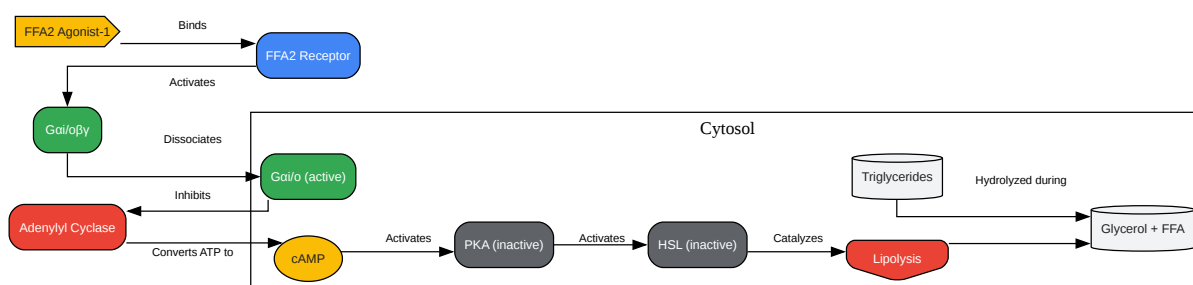 FFA2 Agonist-1
Binds
FFA2 Receptor
Activates
Gαi/oβγ
Dissociates
Cytosol
Gαi/o (active)
Inhibits
Adenylyl Cyclase
Converts ATP to
cAMP
Activates
PKA (inactive)
Activates
HSL (inactive)
Catalyzes
Lipolysis
Triglycerides
Hydrolyzed during
Glycerol + FFA